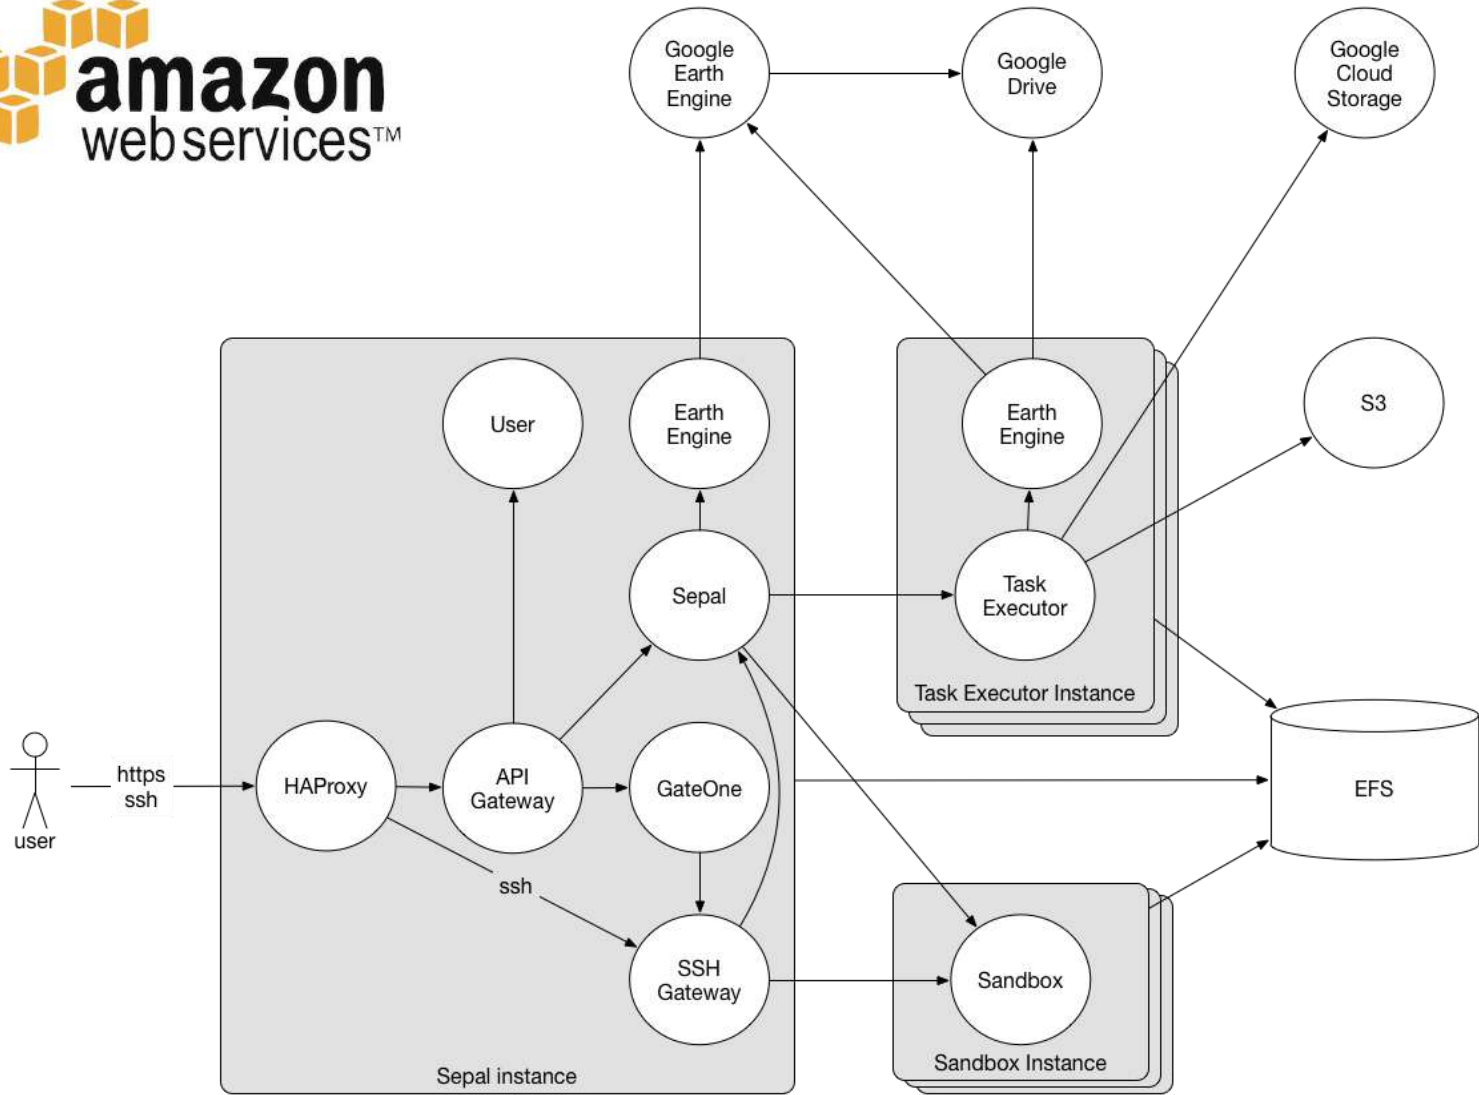 amazon
webservices™
Google
Earth
Engine
Google
Drive
Google
Cloud
Storage
User
Earth
Engine
Earth
Engine
S3
Sepal
Task
Executor
Task Executor Instance
user
https
ssh
HAProxy
API
Gateway
GateOne
EFS
ssh
SSH
Gateway
Sandbox
Sandbox Instance
Sepal instance